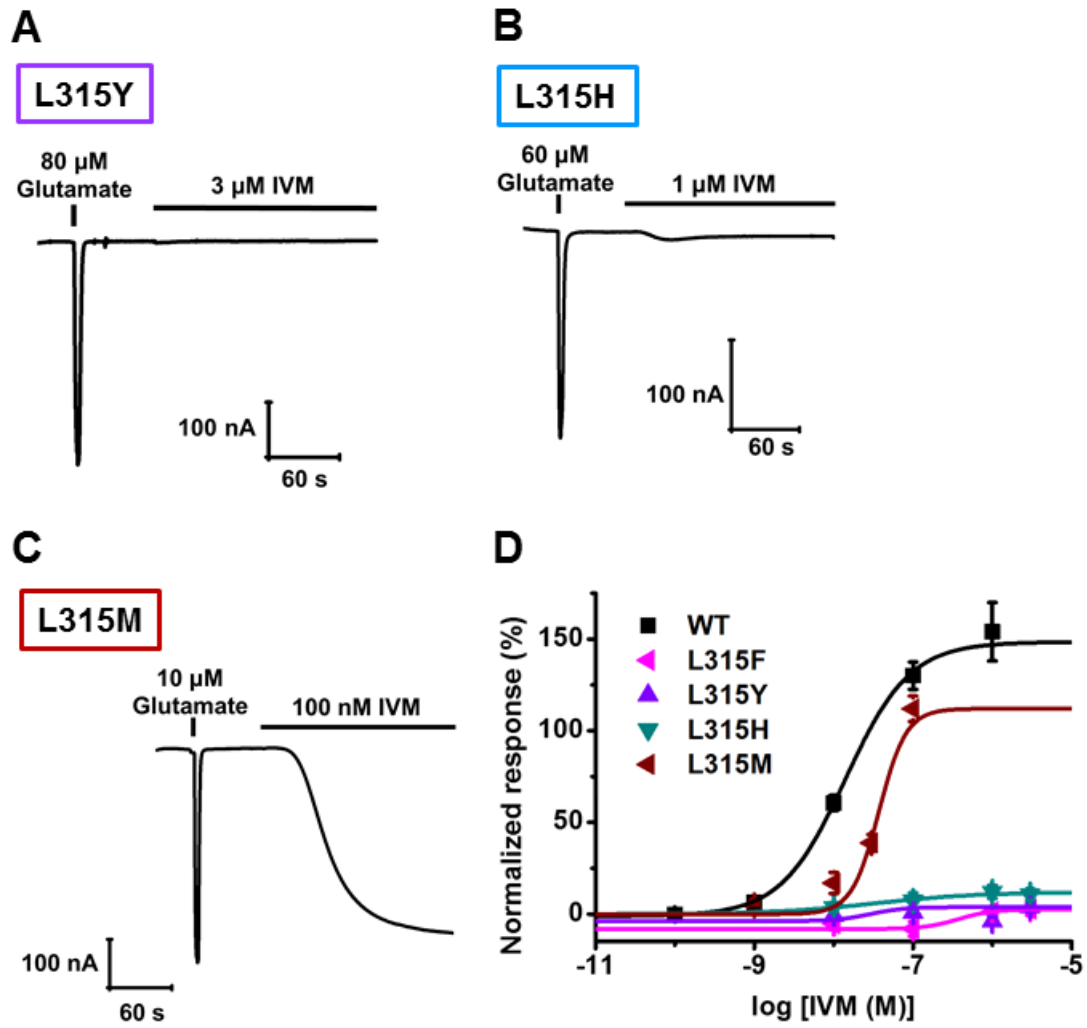 A
L315Y
80 µM
Glutamate
3 µM IVM
100 nA
60 s
B
L315H
60 µM
Glutamate
1 µM IVM
100 nA
60 s
C
L315M
10 µM
Glutamate
100 nM IVM
100 nA
60 s
D
Normalized response (%)
150
100
50
0
WT
L315F
L315Y
L315H
L315M
-11
-9
-7
-5
log [IVM (M)]